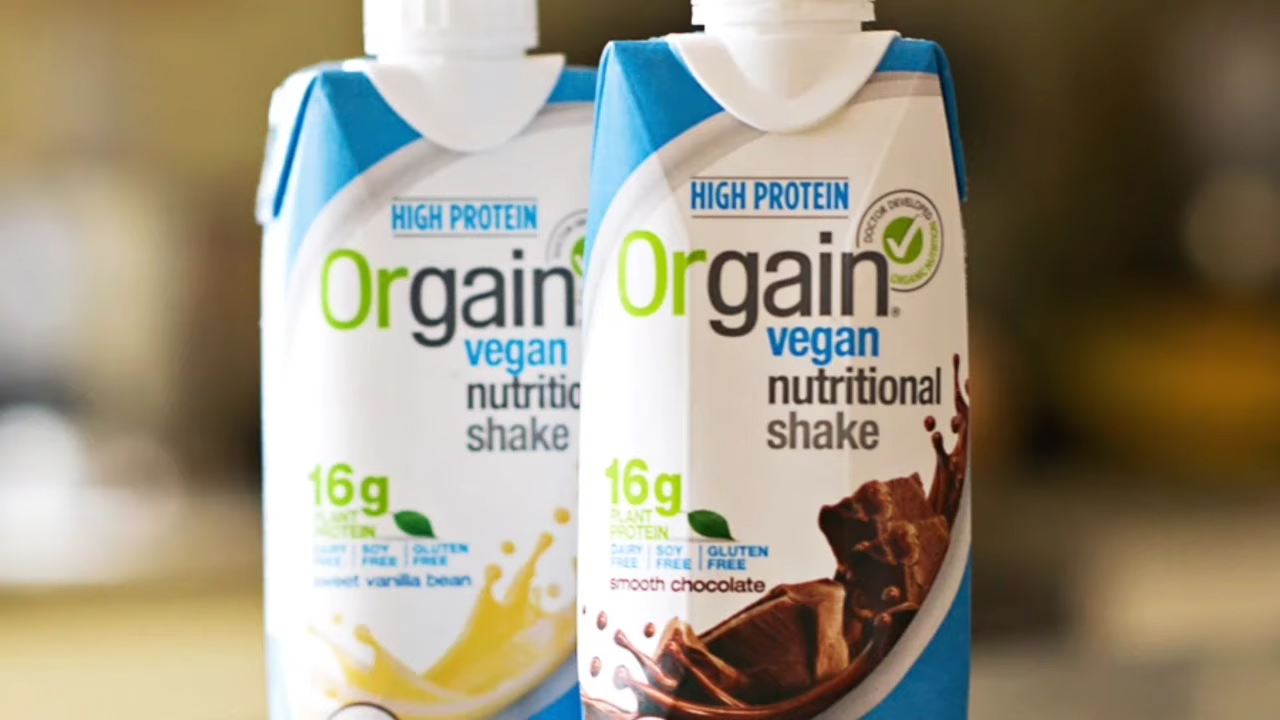 HIGH PROTEIN
Orgain
vegan
nutritio
shake
16g
PLANT
PROTEIN
DAIRY FREE | SOY FREE | GLUTEN FREE
sweet vanilla bean
HIGH PROTEIN
DOCTOR DEVELOPED
ORGANIC NUTRITION
Orgain®
vegan
nutritional
shake
16g
PLANT
PROTEIN
DAIRY FREE | SOY FREE | GLUTEN FREE
smooth chocolate